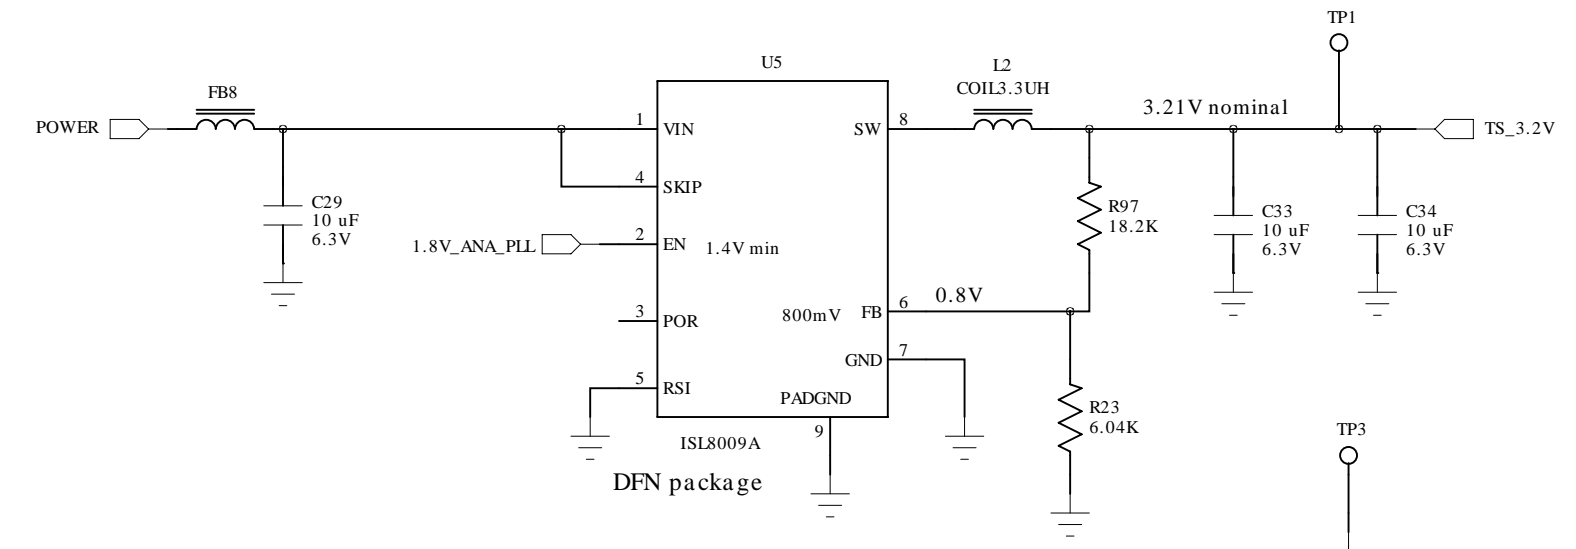 TP1
U5
L2
COIL3.3UH
FB8
3.21V nominal
POWER
1
VIN
SW
8
TS_3.2V
4
SKIP
C29
10 uF
6.3V
R97
18.2K
C33
10 uF
6.3V
C34
10 uF
6.3V
1.8V_ANA_PLL
2
EN
1.4V min
0.8V
3
POR
800mV
FB
6
GND
7
5
RSI
PADGND
R23
6.04K
9
ISL8009A
TP3
DFN package